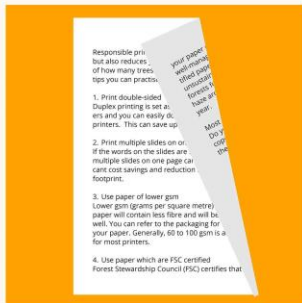 Responsible
but also reduces
of how many trees
tips you can practise
1. Print double-sided
Duplex printing is set as
ers and you can easily
printers. This can save up
2. Print multiple slides on
If the words on the slides are
multiple slides on one page can
cant cost savings and reduction
footprint.
3. Use paper of lower gsm
Lower gsm (grams per square metre)
paper will contain less fibre and will be
well. You can refer to the packaging for
your paper. Generally, 60 to 100 gsm is a
for most printers.
4. Use paper which are FSC certified
Forest Stewardship Council (FSC) certifies that
your paper
well-manag
tified pape
unsustain
forests
haze ar
year.
Most
Do y
cop
the